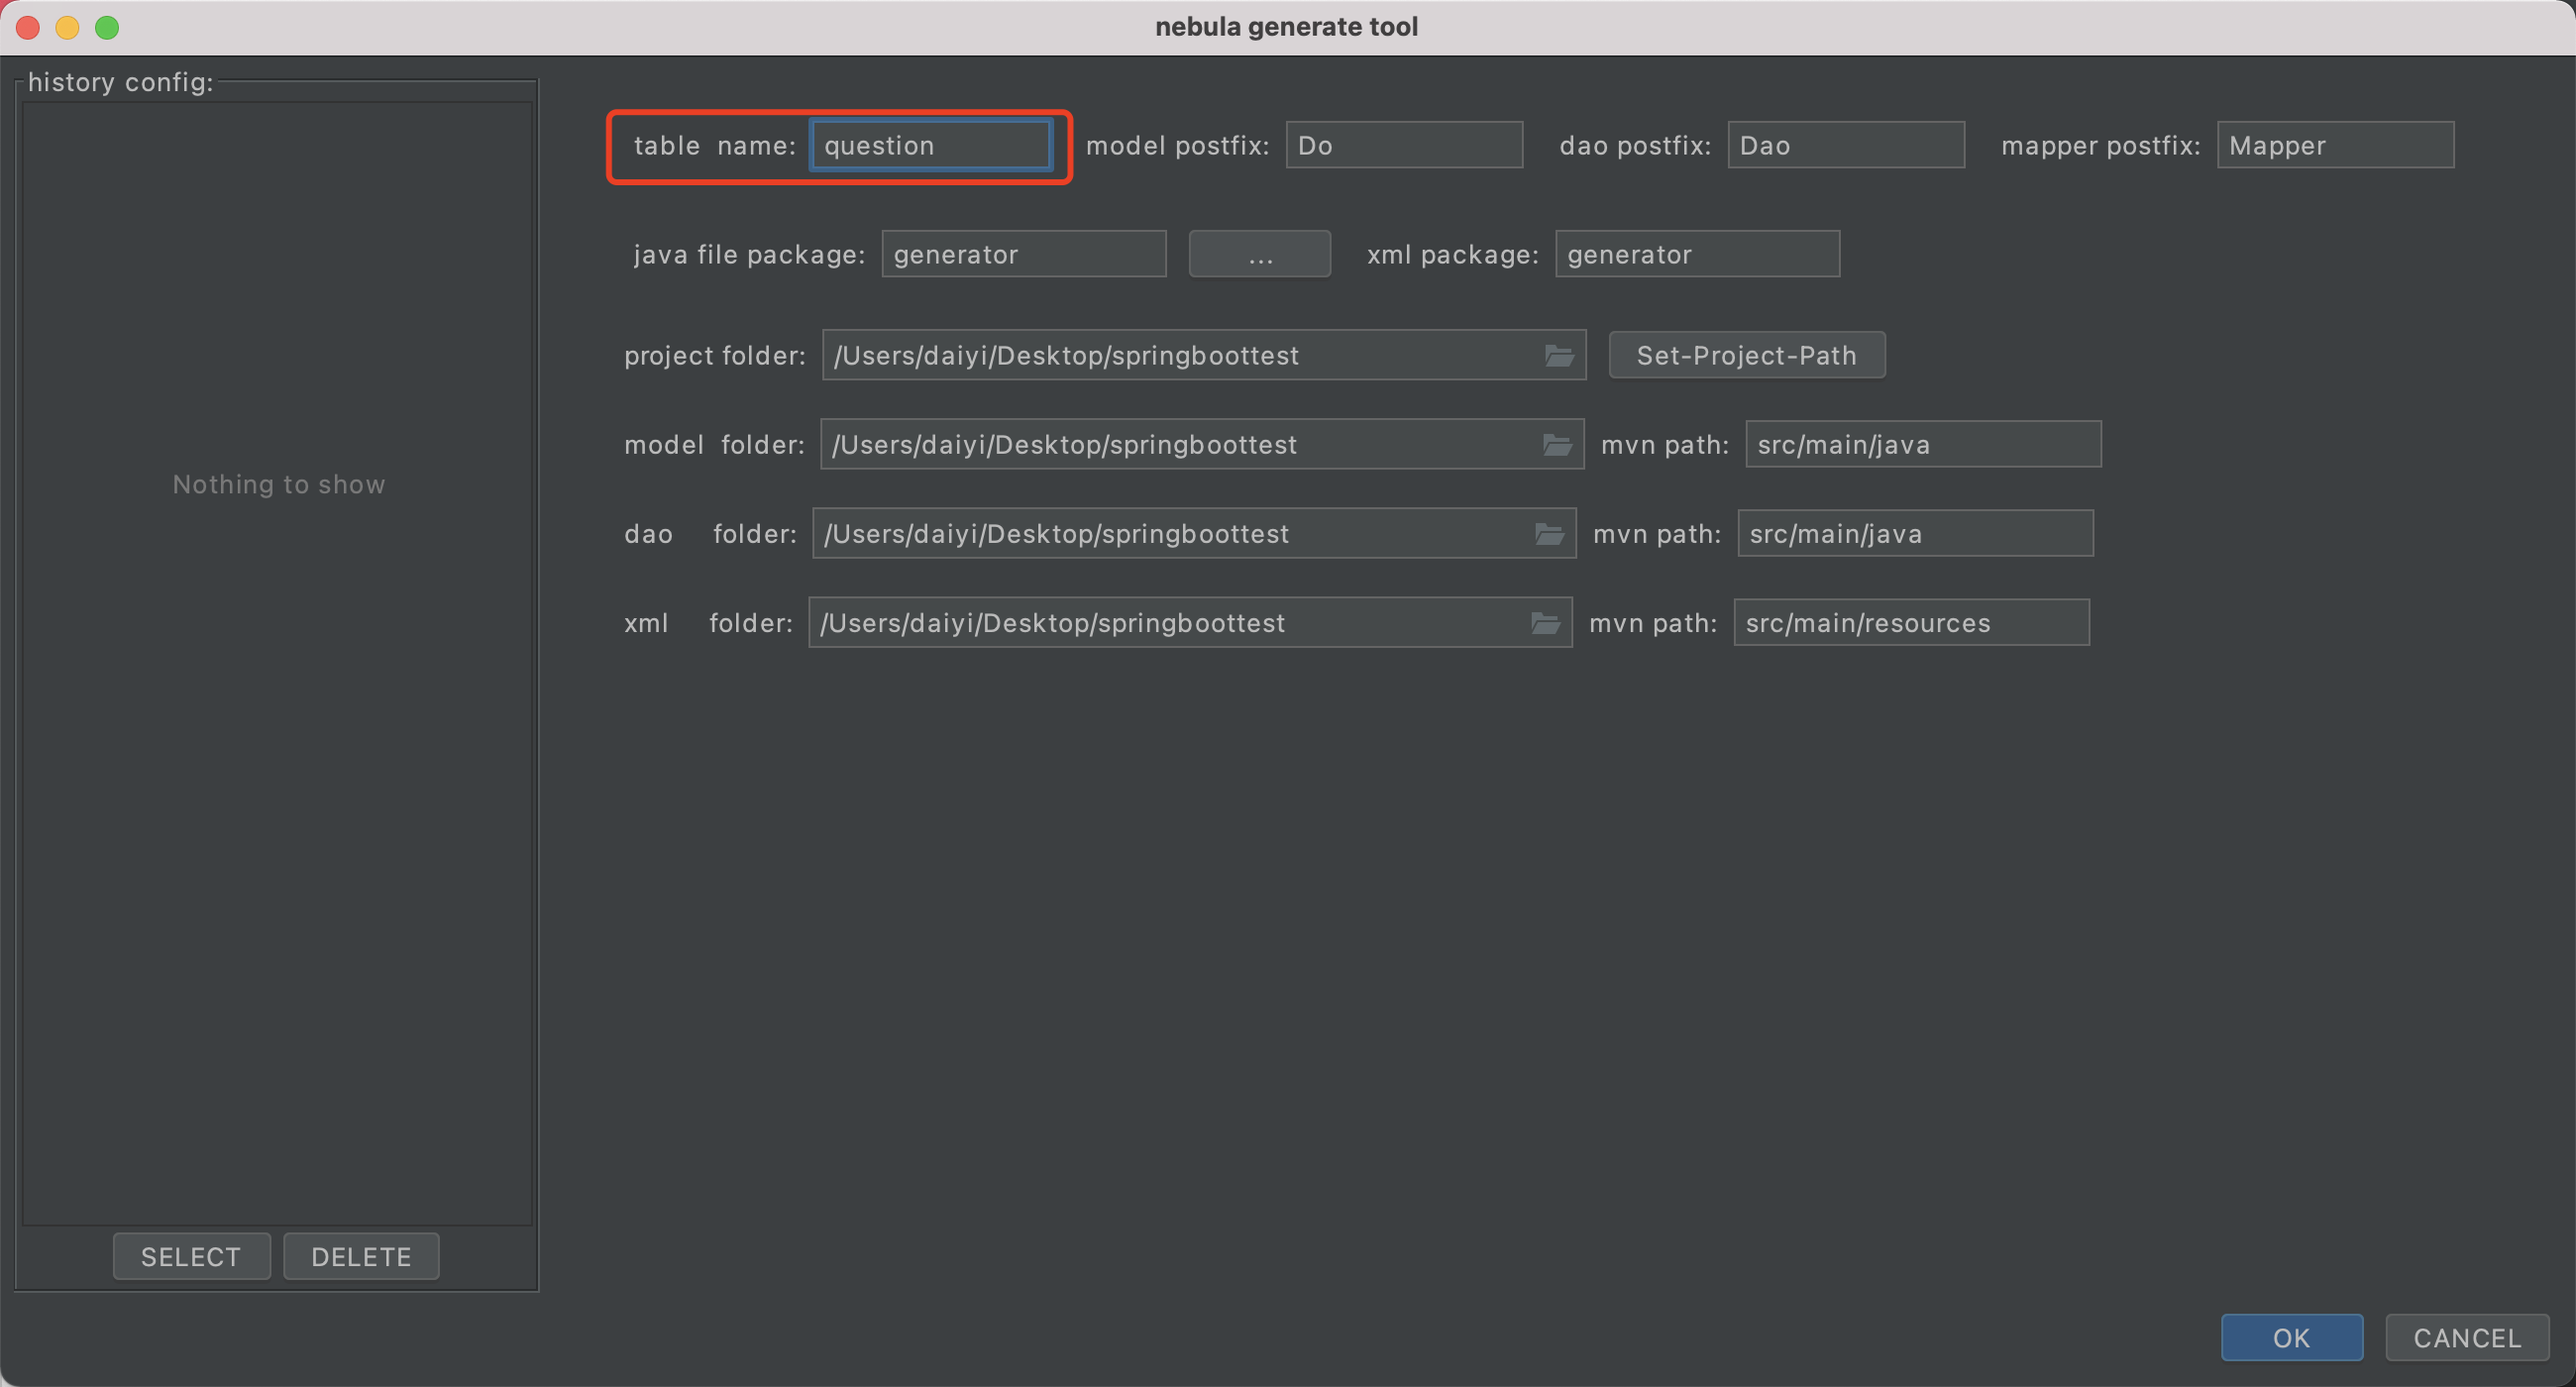 nebula generate tool
history config:
Nothing to show
SELECT DELETE
table name: question model postfix: Do dao postfix: Dao mapper postfix: Mapper
java file package: generator ... xml package: generator
project folder: /Users/daiyi/Desktop/springboottest Set-Project-Path
model folder: /Users/daiyi/Desktop/springboottest mvn path: src/main/java
dao folder: /Users/daiyi/Desktop/springboottest mvn path: src/main/java
xml folder: /Users/daiyi/Desktop/springboottest mvn path: src/main/resources
OK CANCEL